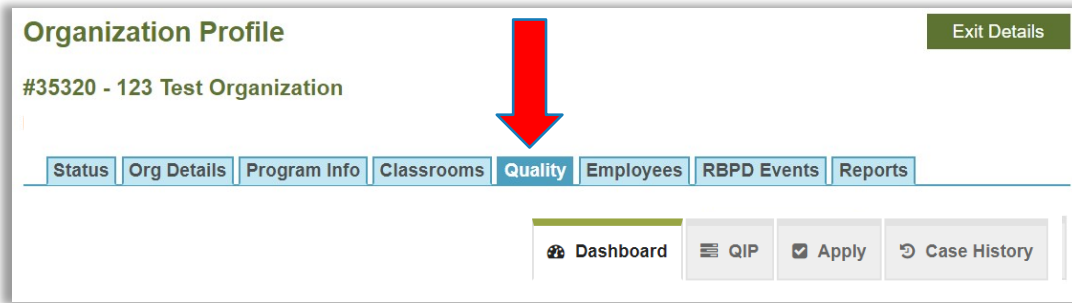 Organization Profile Exit Details
#35320 - 123 Test Organization
Status Org Details Program Info Classrooms Quality Employees RBPD Events Reports
Dashboard QIP Apply Case History